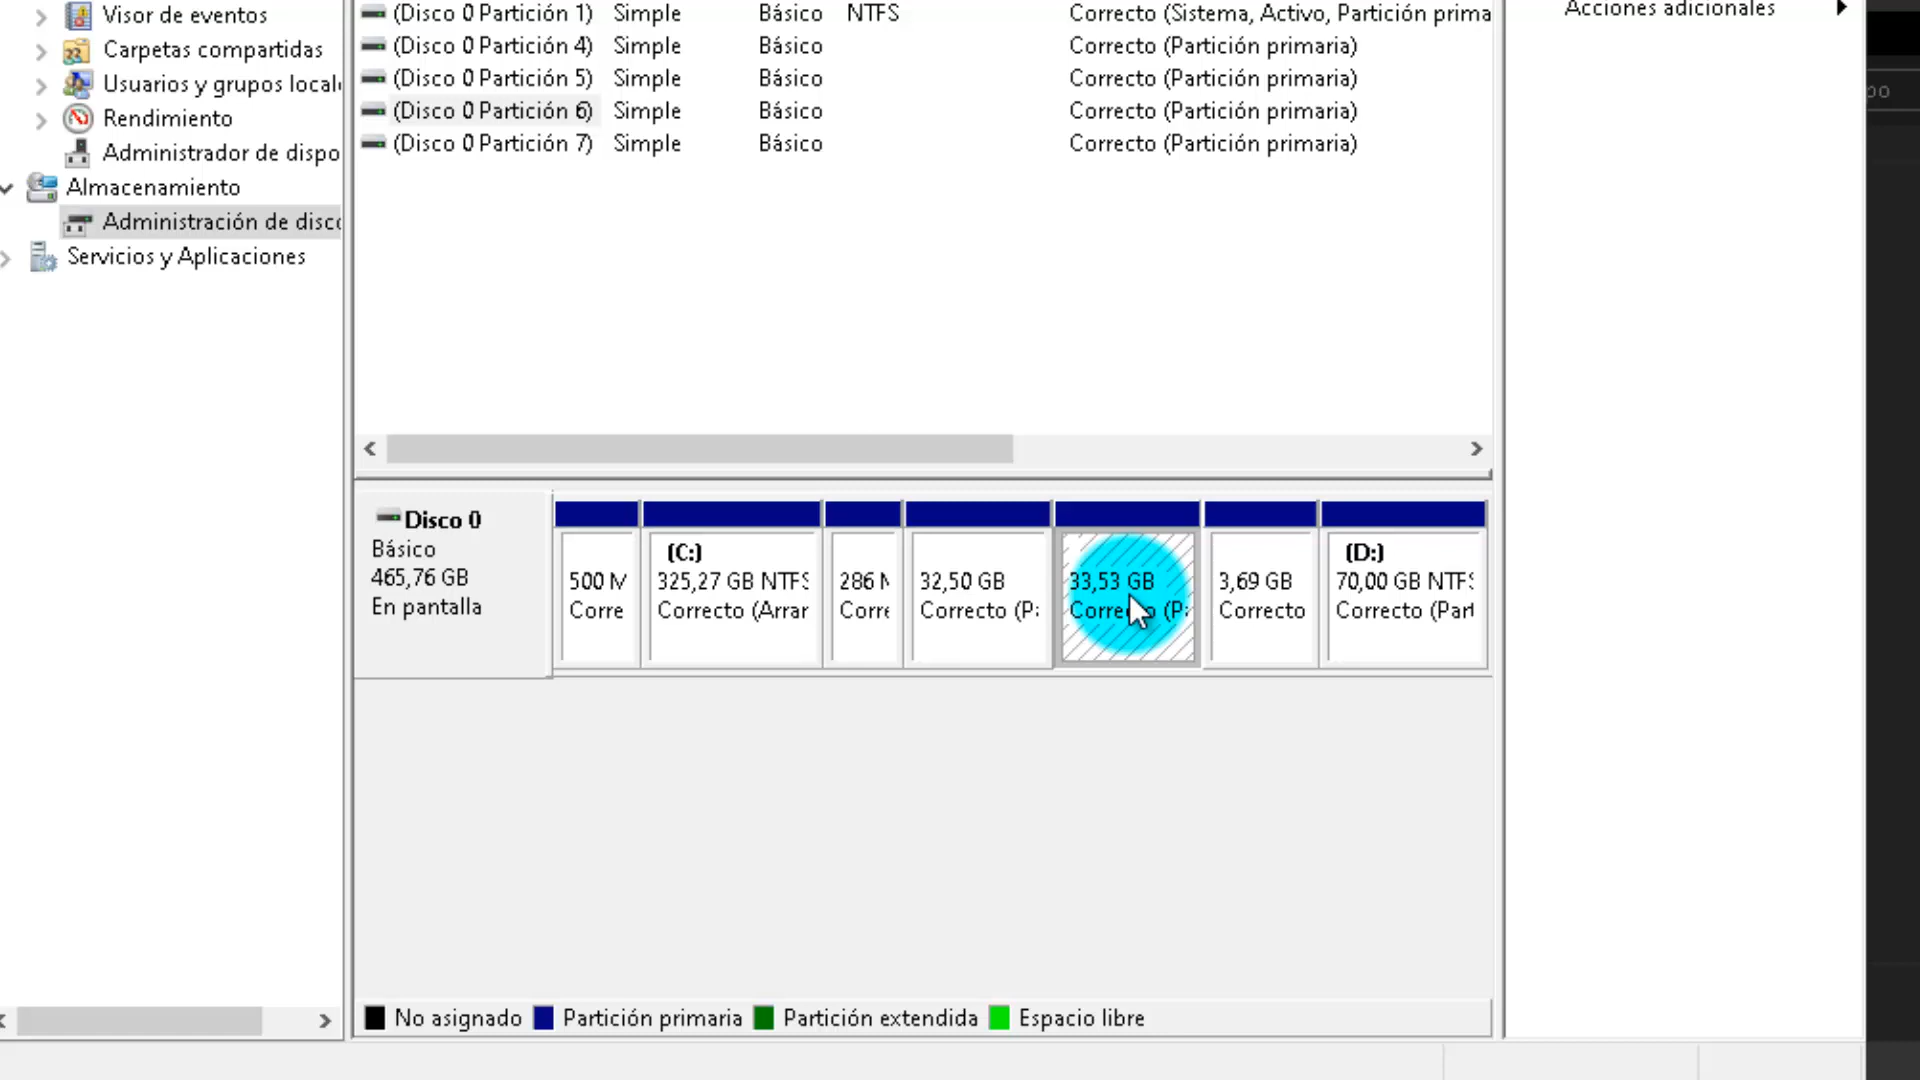 Visor de eventos
Carpetas compartidas
Usuarios y grupos local
Rendimiento
Administrador de dispo
Almacenamiento
Administración de disc
Servicios y Aplicaciones
(Disco 0 Partición 1) Simple Básico NTFS Correcto (Sistema, Activo, Partición prima
(Disco 0 Partición 4) Simple Básico Correcto (Partición primaria)
(Disco 0 Partición 5) Simple Básico Correcto (Partición primaria)
(Disco 0 Partición 6) Simple Básico Correcto (Partición primaria)
(Disco 0 Partición 7) Simple Básico Correcto (Partición primaria)
Acciones adicionales
po
Disco 0
Básico
465,76 GB
En pantalla
500 M
Corre
(C:)
325,27 GB NTFS
Correcto (Arrar
286 M
Corre
32,50 GB
Correcto (P
33,53 GB
Correcto (P
3,69 GB
Correcto
(D:)
70,00 GB NTFS
Correcto (Part
No asignado Partición primaria Partición extendida Espacio libre